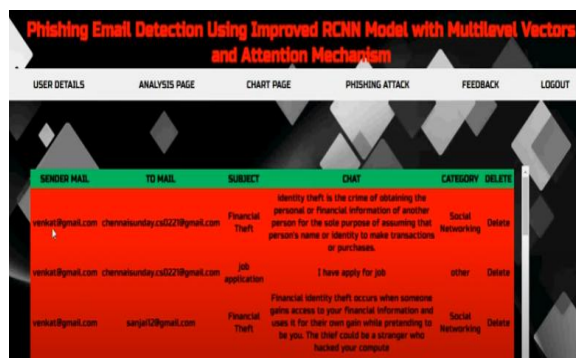 Phishing Email Detection Using Improved RCNN Model with Multilevel Vectors
and Attention Mechanism
USER DETAILS ANALYSIS PAGE CHART PAGE PHISHING ATTACK FEEDBACK LOGOUT
SENDER MAIL TO MAIL SUBJECT CHAT CATEGORY DELETE
venkat@gmail.com chennaisunday.cs0221@gmail.com Financial Theft identity theft is the crime of obtaining the
personal or financial information of another
person for the sole purpose of assuming that
person's name or identity to make transactions
or purchases. Social Networking Delete
venkat@gmail.com chennaisunday.cs0221@gmail.com job application I have apply for job other Delete
venkat@gmail.com sanjari2@gmail.com Financial Theft Financial identity theft occurs when someone
gains access to your financial information and
uses it for their own gain while pretending to
be you. The thief could be a stranger who
hacked your compute Social Networking Delete